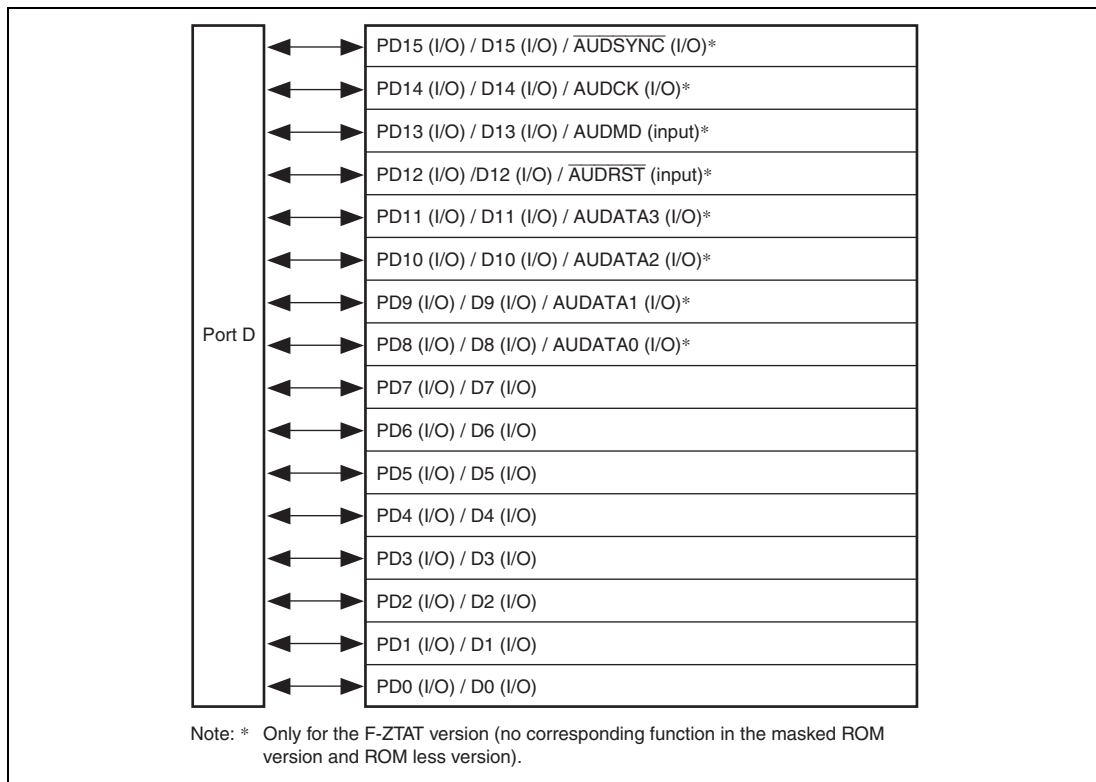 PD15 (I/O) / D15 (I/O) / AUDSYNC (I/O)*
PD14 (I/O) / D14 (I/O) / AUDCK (I/O)*
PD13 (I/O) / D13 (I/O) / AUDMD (input)*
PD12 (I/O) /D12 (I/O) / AUDRST (input)*
PD11 (I/O) / D11 (I/O) / AUDATA3 (I/O)*
PD10 (I/O) / D10 (I/O) / AUDATA2 (I/O)*
PD9 (I/O) / D9 (I/O) / AUDATA1 (I/O)*
Port D
PD8 (I/O) / D8 (I/O) / AUDATA0 (I/O)*
PD7 (I/O) / D7 (I/O)
PD6 (I/O) / D6 (I/O)
PD5 (I/O) / D5 (I/O)
PD4 (I/O) / D4 (I/O)
PD3 (I/O) / D3 (I/O)
PD2 (I/O) / D2 (I/O)
PD1 (I/O) / D1 (I/O)
PD0 (I/O) / D0 (I/O)
Note: * Only for the F-ZTAT version (no corresponding function in the masked ROM
version and ROM less version).